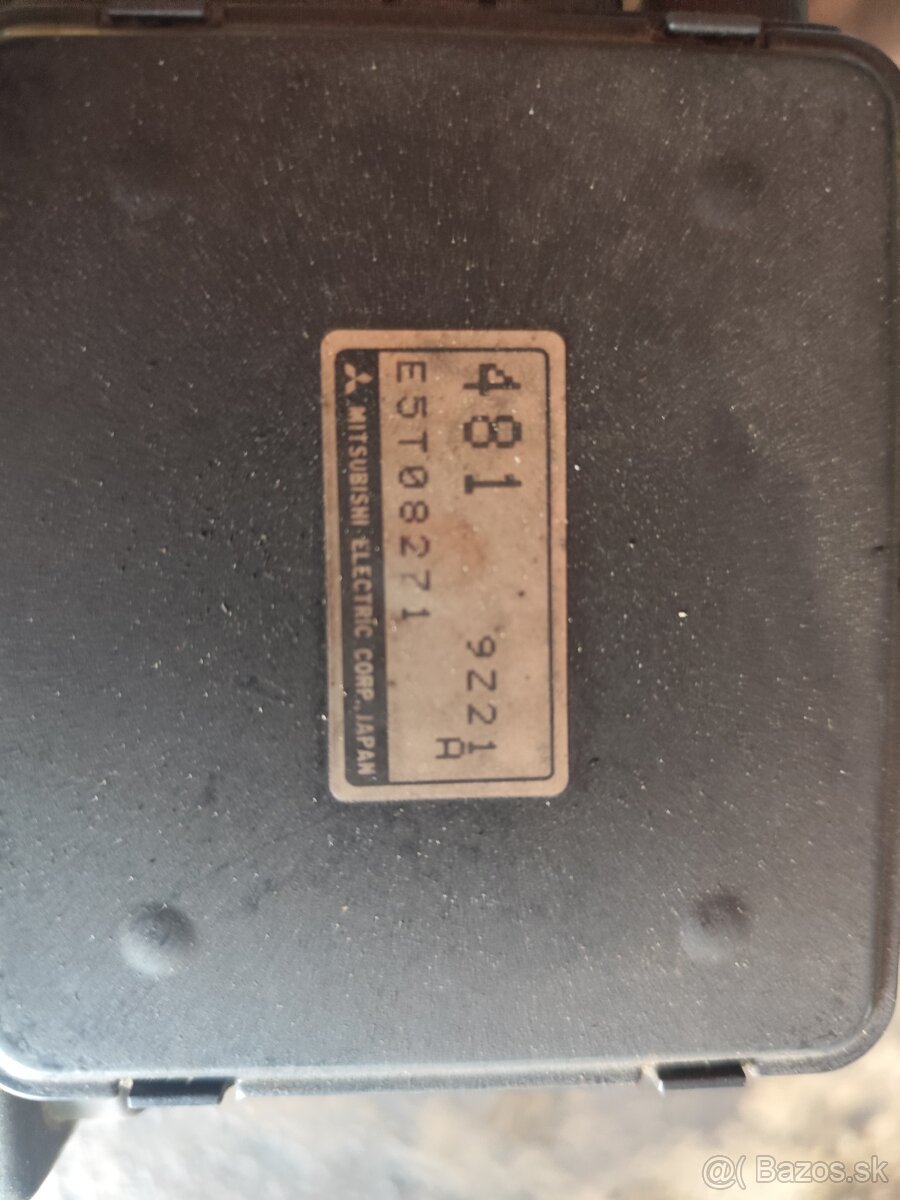 481 9Z21
A
E5T08271
MITSUBISHI ELECTRIC CORP., JAPAN
@( Bazos.sk